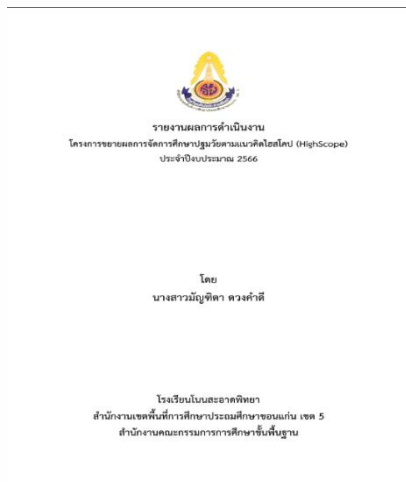 รายงานผลการดำเนินงาน
โครงการขยายผลการจัดการศึกษาปฐมวัยตามแนวคิดไฮสโคป (HighScope)
ประจำปีงบประมาณ 2566
โดย
นางสาวมัญฑิตา ดวงคำดี
โรงเรียนโนนสะอาดพิทยา
สำนักงานเขตพื้นที่การศึกษาประถมศึกษาขอนแก่น เขต 5
สำนักงานคณะกรรมการการศึกษาขั้นพื้นฐาน